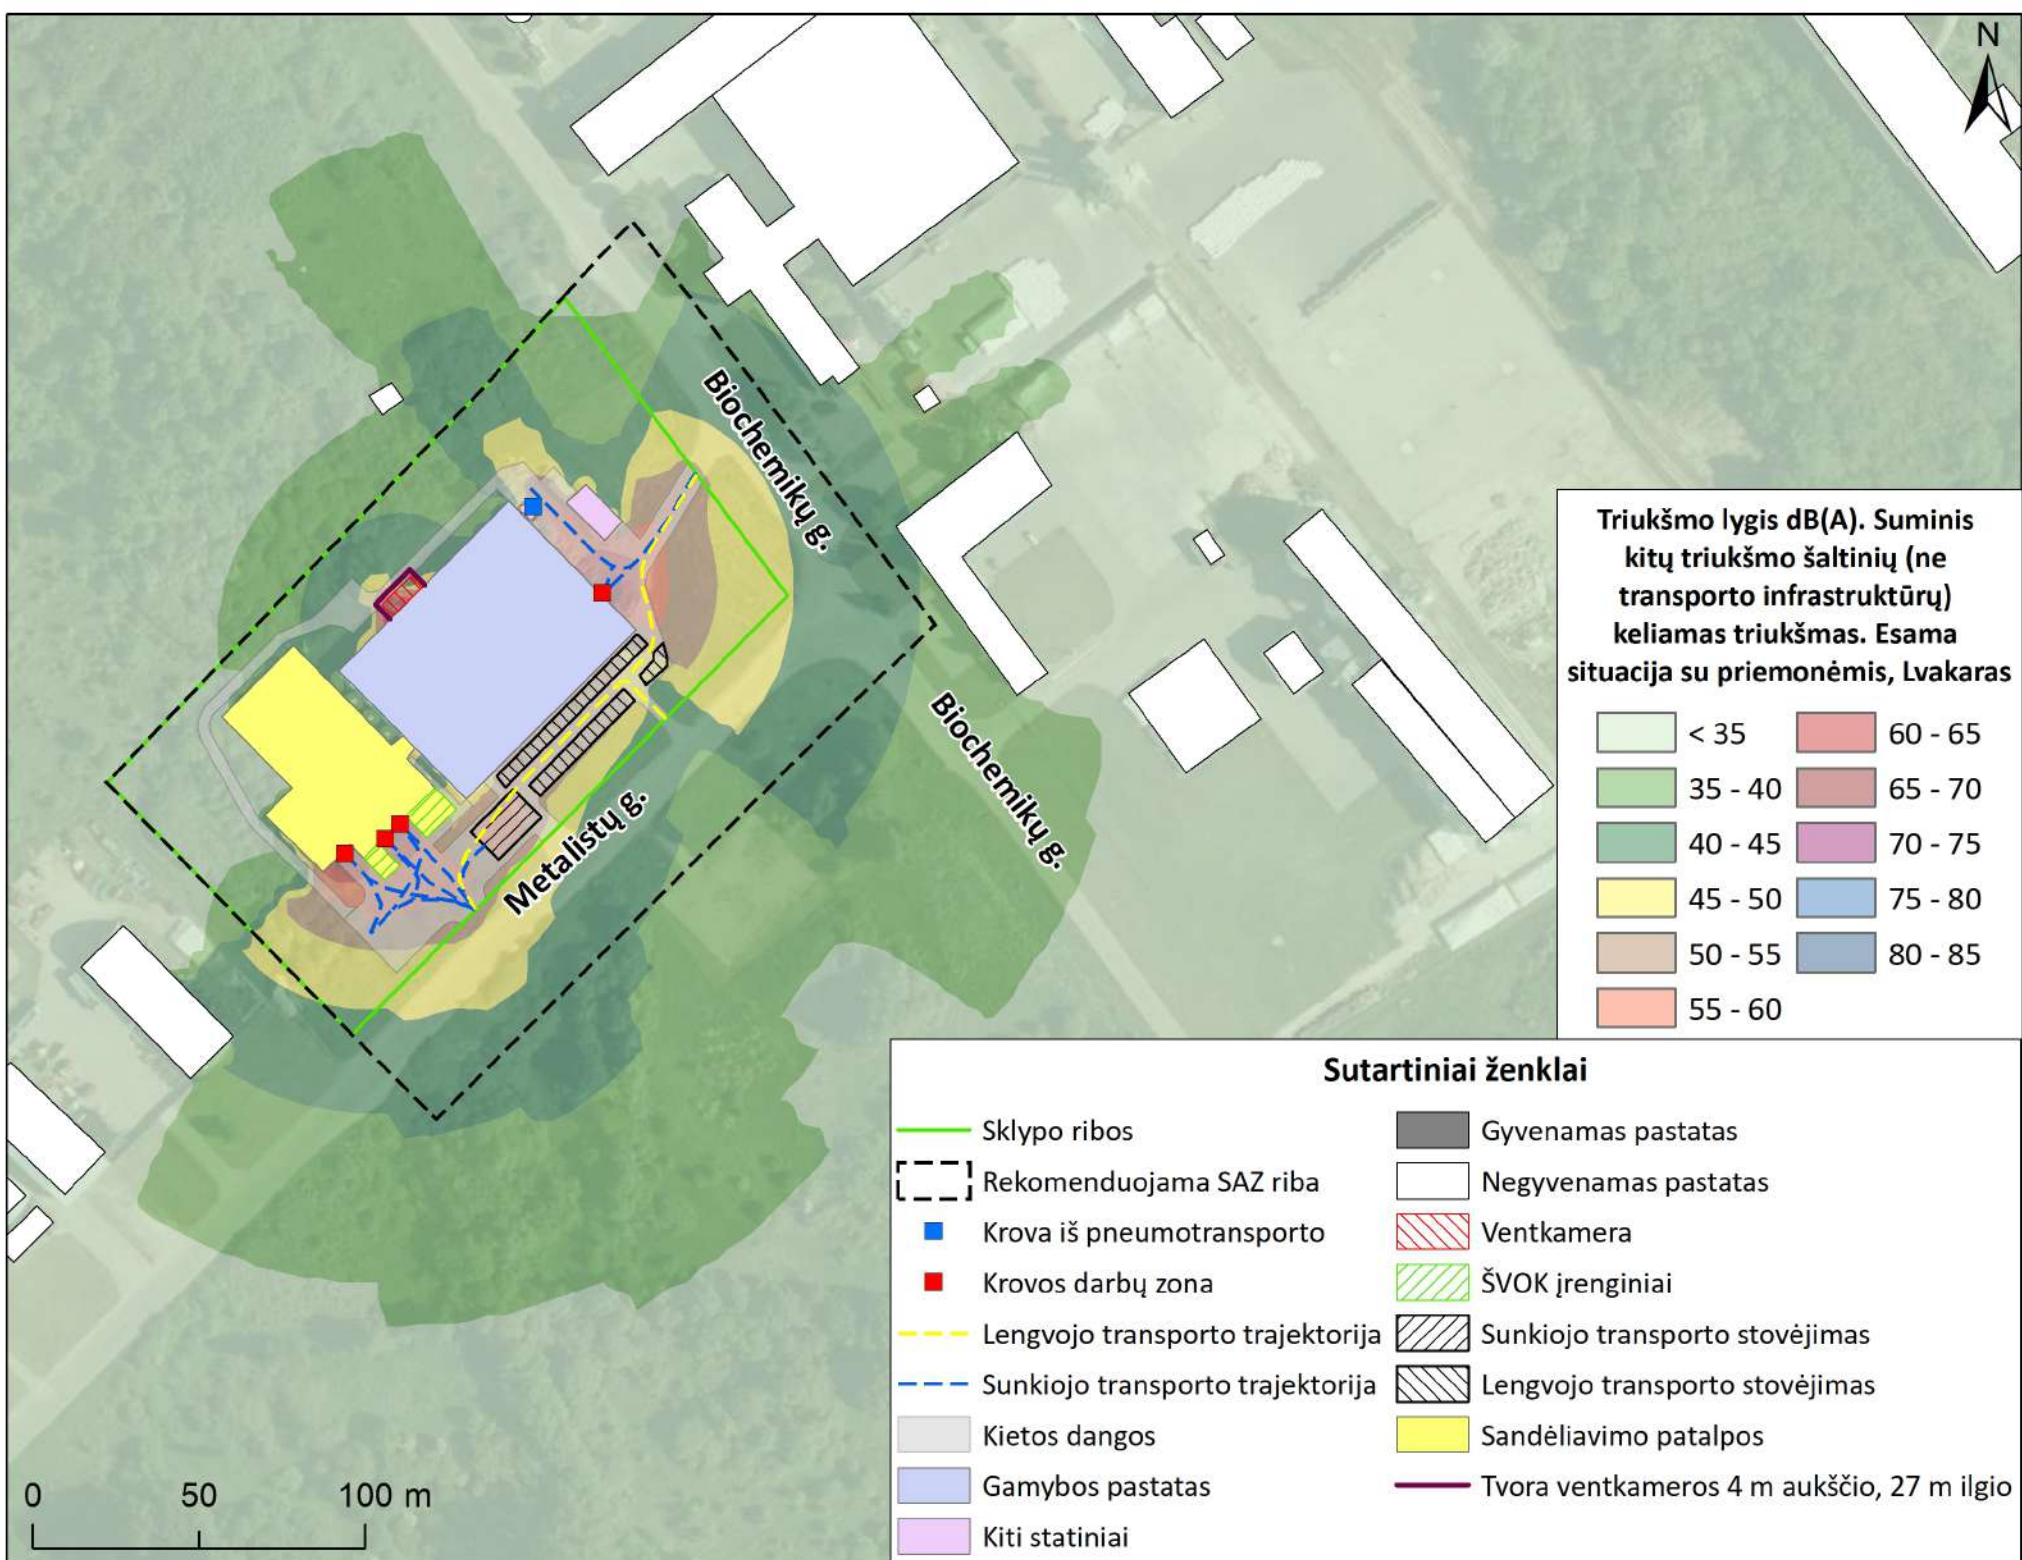 N
Biochemikų g.
Biochemikų g.
Metalistų g.
Triukšmo lygis dB(A). Suminis
kitų triukšmo šaltinių (ne
transporto infrastruktūrų)
keliamas triukšmas. Esama
situacija su priemonėmis, Lvakaras
< 35
35 - 40
40 - 45
45 - 50
50 - 55
55 - 60
60 - 65
65 - 70
70 - 75
75 - 80
80 - 85
Sutartiniai ženklai
Sklypo ribos
Rekomenduojama SAZ riba
Krova iš pneumotransporto
Krovos darbų zona
Lengvojo transporto trajektorija
Sunkiojo transporto trajektorija
Kietos dangos
Gamybos pastatas
Kiti statiniai
Gyvenamas pastatas
Negyvenamas pastatas
Ventkamera
ŠVOK įrenginiai
Sunkiojo transporto stovėjimas
Lengvojo transporto stovėjimas
Sandėliavimo patalpos
Tvora ventkameros 4 m aukščio, 27 m ilgio
0 50 100 m